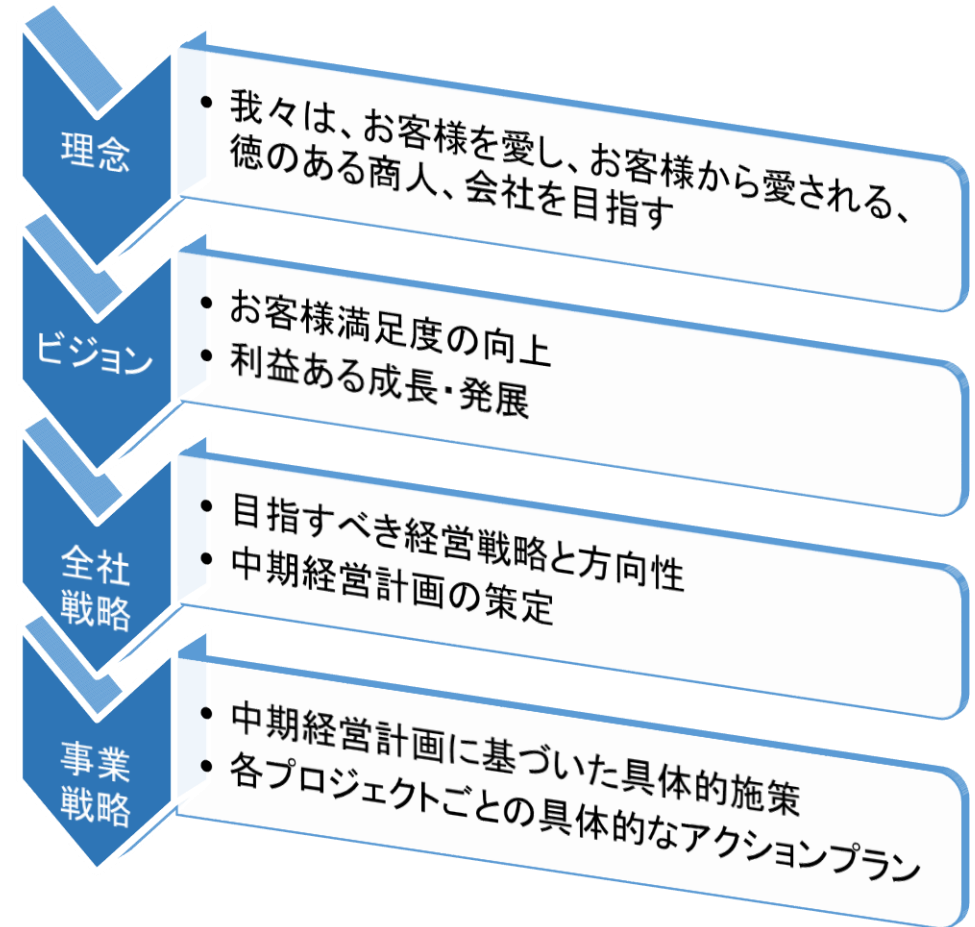 理念
• 我々は、お客様を愛し、お客様から愛される、
徳のある商人、会社を目指す
ビジョン
• お客様満足度の向上
• 利益ある成長・発展
全社
戦略
• 目指すべき経営戦略と方向性
• 中期経営計画の策定
事業
戦略
• 中期経営計画に基づいた具体的施策
• 各プロジェクトごとの具体的なアクションプラン